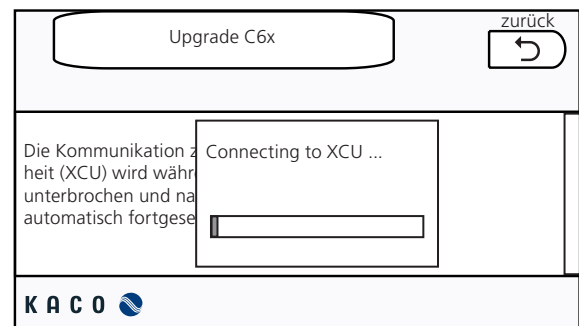 Upgrade C6x
zurück
Die Kommunikation z
heit (XCU) wird währ
unterbrochen und na
automatisch fortgese
Connecting to XCU ...
KACO